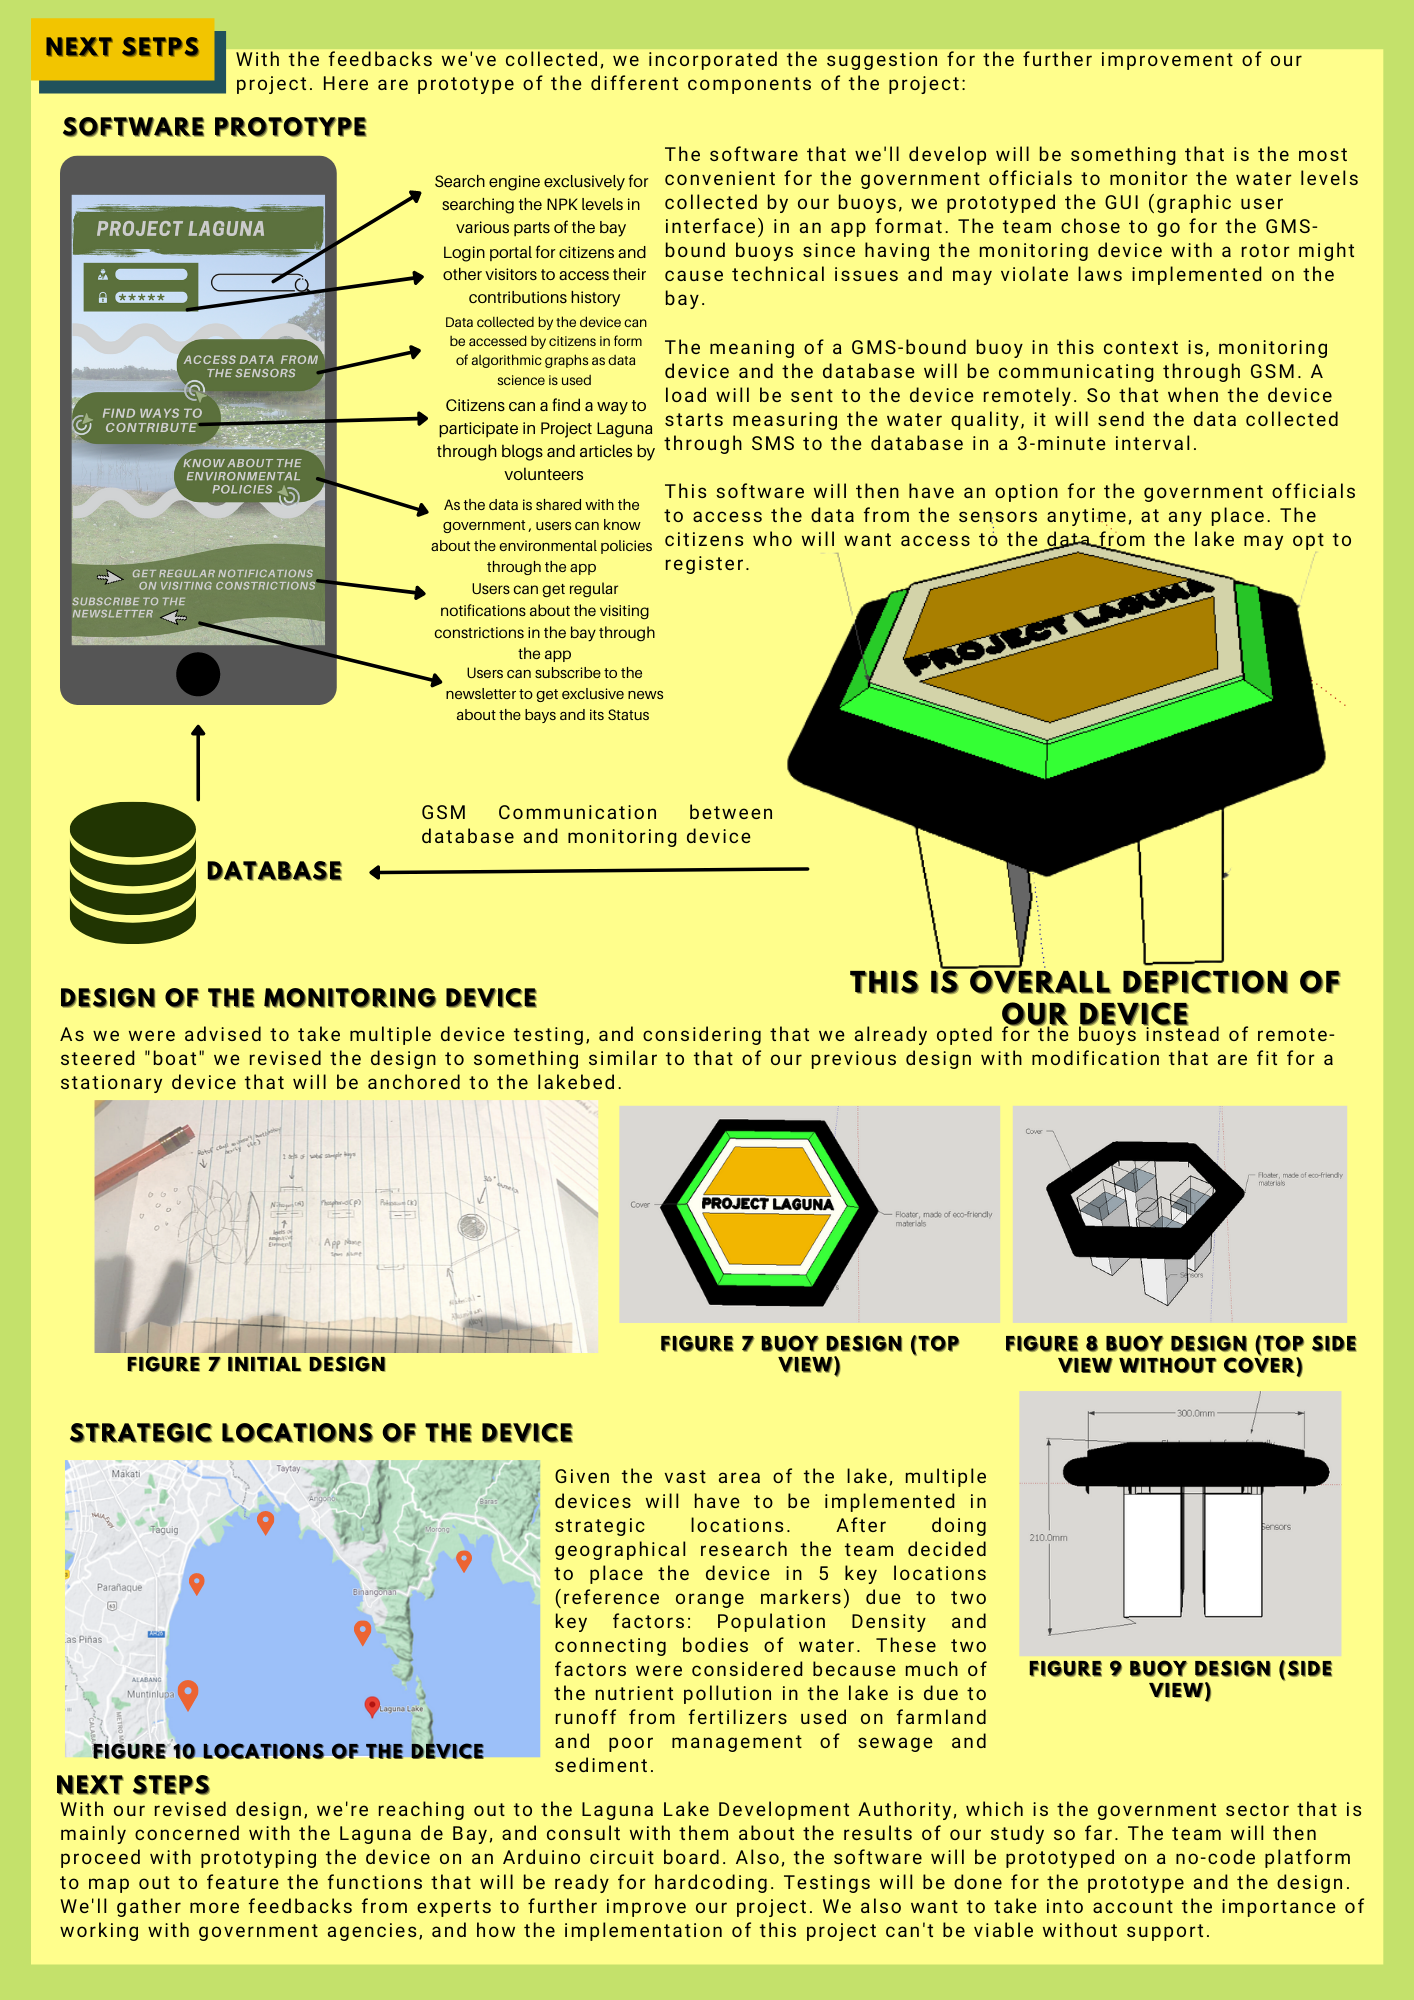 NEXT SETPS
With the feedbacks we've collected, we incorporated the suggestion for the further improvement of our
project. Here are prototype of the different components of the project:
SOFTWARE PROTOTYPE
PROJECT LAGUNA
*****
ACCESS DATA FROM
THE SENSORS
FIND WAYS TO
CONTRIBUTE
KNOW ABOUT THE
ENVIRONMENTAL
POLICIES
GET REGULAR NOTIFICATIONS
ON VISITING CONSTRICTIONS
SUBSCRIBE TO THE
NEWSLETTER
Search engine exclusively for
searching the NPK levels in
various parts of the bay
Login portal for citizens and
other visitors to access their
contributions history
Data collected by the device can
be accessed by citizens in form
of algorithmic graphs as data
science is used
Citizens can a find a way to
participate in Project Laguna
through blogs and articles by
volunteers
As the data is shared with the
government , users can know
about the environmental policies
through the app
Users can get regular
notifications about the visiting
constrictions in the bay through
the app
Users can subscribe to the
newsletter to get exclusive news
about the bays and its Status
The software that we'll develop will be something that is the most
convenient for the government officials to monitor the water levels
collected by our buoys, we prototyped the GUI (graphic user
interface) in an app format. The team chose to go for the GMS-
bound buoys since having the monitoring device with a rotor might
cause technical issues and may violate laws implemented on the
bay.
The meaning of a GMS-bound buoy in this context is, monitoring
device and the database will be communicating through GSM. A
load will be sent to the device remotely. So that when the device
starts measuring the water quality, it will send the data collected
through SMS to the database in a 3-minute interval.
This software will then have an option for the government officials
to access the data from the sensors anytime, at any place. The
citizens who will want access to the data from the lake may opt to
register.
PROJECT LAGUNA
GSM Communication between
database and monitoring device
DATABASE
THIS IS OVERALL DEPICTION OF
OUR DEVICE
DESIGN OF THE MONITORING DEVICE
As we were advised to take multiple device testing, and considering that we already opted for the buoys instead of remote-
steered "boat" we revised the design to something similar to that of our previous design with modification that are fit for a
stationary device that will be anchored to the lakebed.
Nitrogen(N)
Phosphorus(P)
Potassium(K)
FIGURE 7 INITIAL DESIGN
Cover
PROJECT LAGUNA
Floater, made of eco-friendly
materials
FIGURE 7 BUOY DESIGN (TOP
VIEW)
Cover
Floater, made of eco-friendly
materials
Sensors
FIGURE 8 BUOY DESIGN (TOP SIDE
VIEW WITHOUT COVER)
300.0mm
210.0mm
Sensors
FIGURE 9 BUOY DESIGN (SIDE
VIEW)
STRATEGIC LOCATIONS OF THE DEVICE
Makati
Taytay
Angono
Baras
Taguig
Morong
Parañaque
Binangonan
as Piñas
ALABANG
Muntinlupa
Laguna Lake
FIGURE 10 LOCATIONS OF THE DEVICE
Given the vast area of the lake, multiple
devices will have to be implemented in
strategic locations. After doing
geographical research the team decided
to place the device in 5 key locations
(reference orange markers) due to two
key factors: Population Density and
connecting bodies of water. These two
factors were considered because much of
the nutrient pollution in the lake is due to
runoff from fertilizers used on farmland
and poor management of sewage and
sediment.
NEXT STEPS
With our revised design, we're reaching out to the Laguna Lake Development Authority, which is the government sector that is
mainly concerned with the Laguna de Bay, and consult with them about the results of our study so far. The team will then
proceed with prototyping the device on an Arduino circuit board. Also, the software will be prototyped on a no-code platform
to map out to feature the functions that will be ready for hardcoding. Testings will be done for the prototype and the design.
We'll gather more feedbacks from experts to further improve our project. We also want to take into account the importance of
working with government agencies, and how the implementation of this project can't be viable without support.